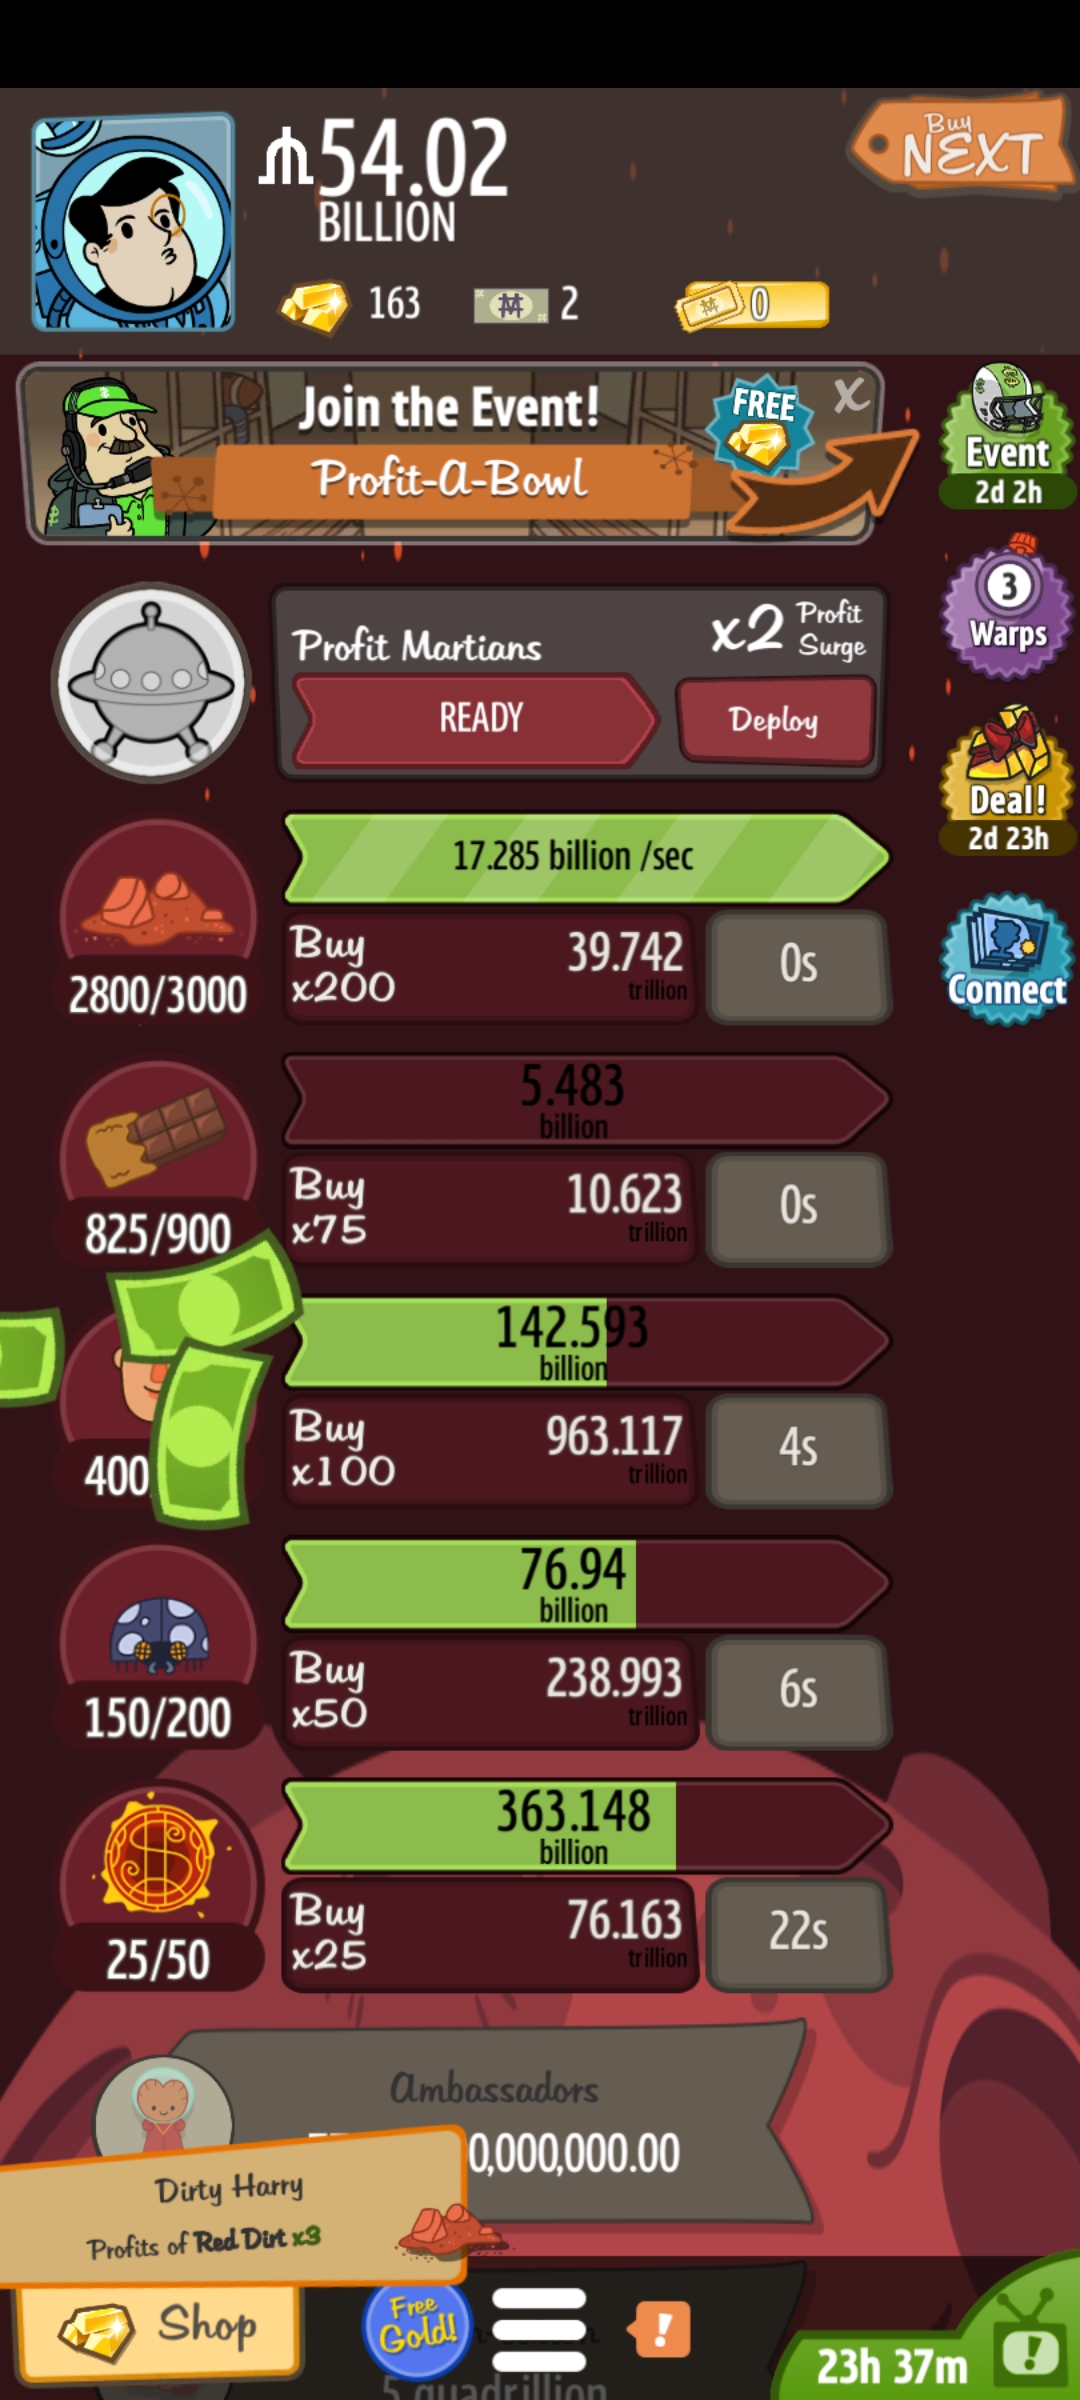 54.02
BILLION
Buy
NEXT
163
2
0
Join the Event!
FREE
X
Profit-A-Bowl
Event
2d 2h
3
Warps
Profit Martians
x2 Profit Surge
READY
Deploy
Deal!
2d 23h
17.285 billion /sec
2800/3000
Buy x200
39.742 trillion
0s
Connect
5.483 billion
825/900
Buy x75
10.623 trillion
0s
142.593 billion
400
Buy x100
963.117 trillion
4s
76.94 billion
150/200
Buy x50
238.993 trillion
6s
363.148 billion
25/50
Buy x25
76.163 trillion
22s
Ambassadors
0,000,000.00
Dirty Harry
Profits of Red Dirt x3
Shop
Free Gold!
!
5 quadrillion
23h 37m
!